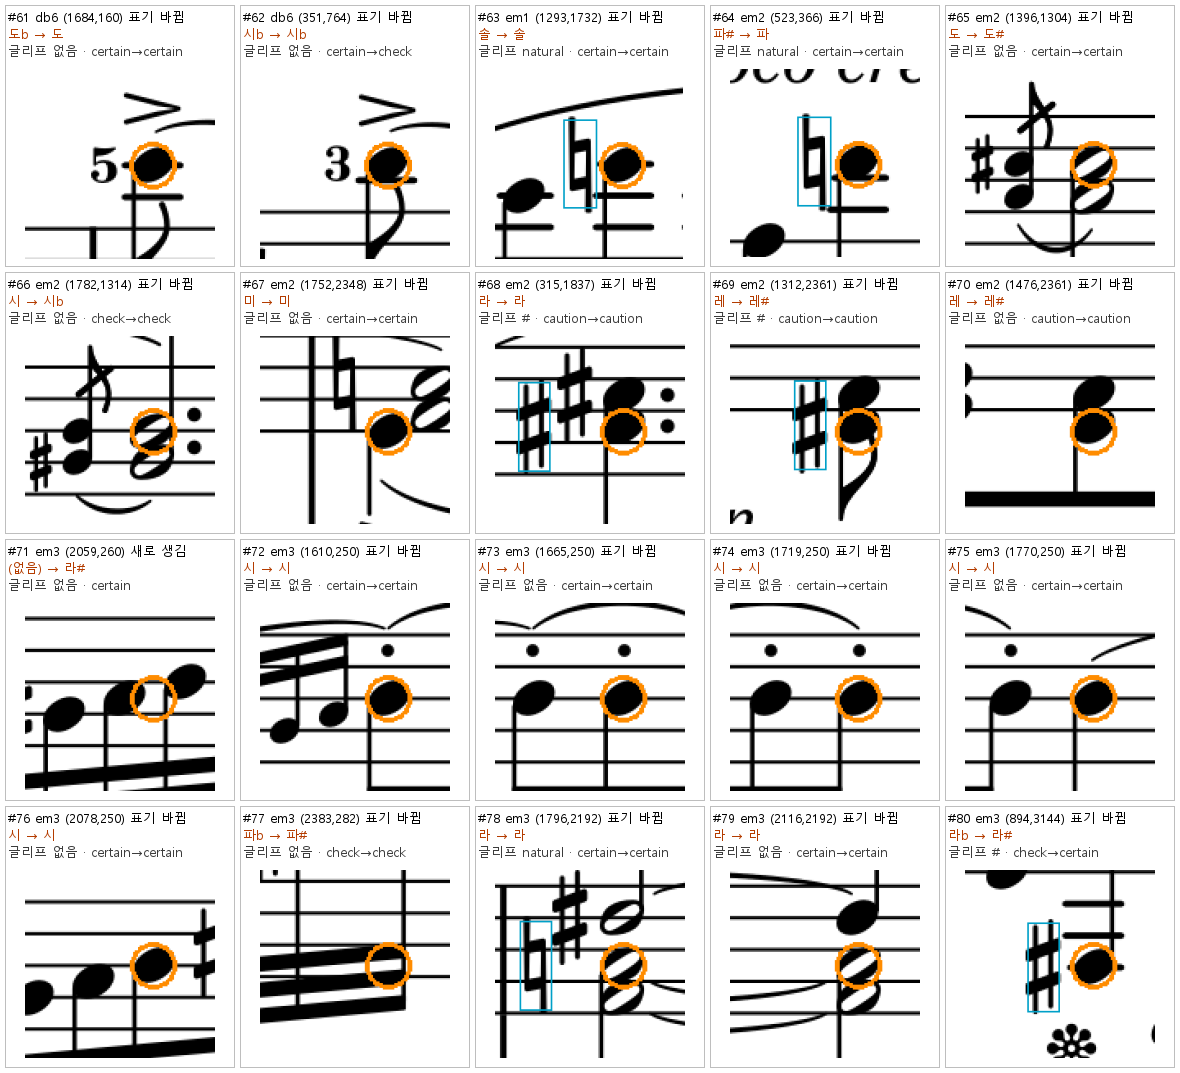 #61 db6 (1684,160) 표기 바뀜
도b → 도
글리프 없음 · certain→certain
5
#62 db6 (351,764) 표기 바뀜
시b → 시b
글리프 없음 · certain→check
3
#63 em1 (1293,1732) 표기 바뀜
솔 → 솔
글리프 natural · certain→certain
#64 em2 (523,366) 표기 바뀜
파# → 파
글리프 natural · certain→certain
#65 em2 (1396,1304) 표기 바뀜
도 → 도#
글리프 없음 · certain→certain
#66 em2 (1782,1314) 표기 바뀜
시 → 시b
글리프 없음 · check→check
#67 em2 (1752,2348) 표기 바뀜
미 → 미
글리프 없음 · certain→certain
#68 em2 (315,1837) 표기 바뀜
라 → 라
글리프 # · caution→caution
#69 em2 (1312,2361) 표기 바뀜
레 → 레#
글리프 # · caution→caution
#70 em2 (1476,2361) 표기 바뀜
레 → 레#
글리프 없음 · caution→caution
#71 em3 (2059,260) 새로 생김
(없음) → 라#
글리프 없음 · certain
#72 em3 (1610,250) 표기 바뀜
시 → 시
글리프 없음 · certain→certain
#73 em3 (1665,250) 표기 바뀜
시 → 시
글리프 없음 · certain→certain
#74 em3 (1719,250) 표기 바뀜
시 → 시
글리프 없음 · certain→certain
#75 em3 (1770,250) 표기 바뀜
시 → 시
글리프 없음 · certain→certain
#76 em3 (2078,250) 표기 바뀜
시 → 시
글리프 없음 · certain→certain
#77 em3 (2383,282) 표기 바뀜
파b → 파#
글리프 없음 · check→check
#78 em3 (1796,2192) 표기 바뀜
라 → 라
글리프 natural · certain→certain
#79 em3 (2116,2192) 표기 바뀜
라 → 라
글리프 없음 · certain→certain
#80 em3 (894,3144) 표기 바뀜
라b → 라#
글리프 # · check→certain